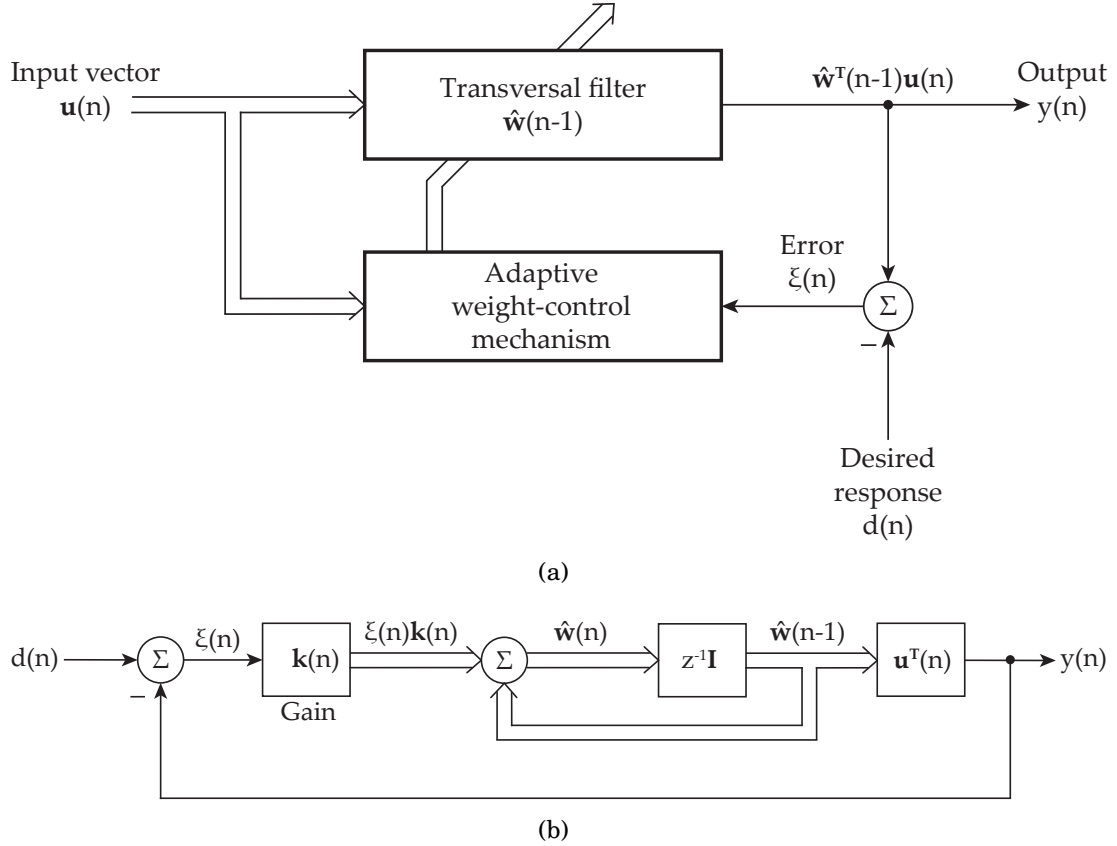 Input vector
u(n)
Transversal filter
ŵ(n-1)
ŵᵀ(n-1)u(n)
Output
y(n)
Adaptive
weight-control
mechanism
Error
ξ(n)
Σ
−
Desired
response
d(n)
(a)
d(n)
Σ
−
ξ(n)
k(n)
Gain
ξ(n)k(n)
Σ
ŵ(n)
z⁻¹I
ŵ(n-1)
uᵀ(n)
y(n)
(b)